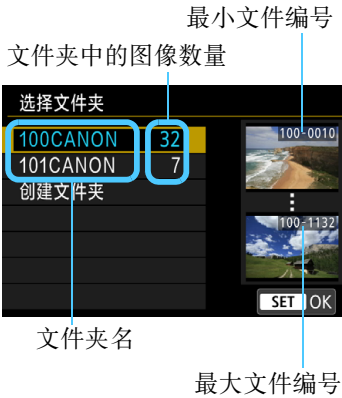 最小文件编号
文件夹中的图像数量
选择文件夹
100CANON 32
100-0010
101CANON 7
创建文件夹
100-1132
SET OK
文件夹名
最大文件编号